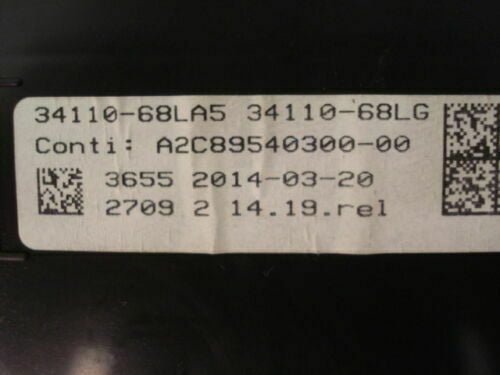 34110-68LA5 34110-68LG
Conti: A2C89540300-00
3655 2014-03-20
2709 2 14.19.rel